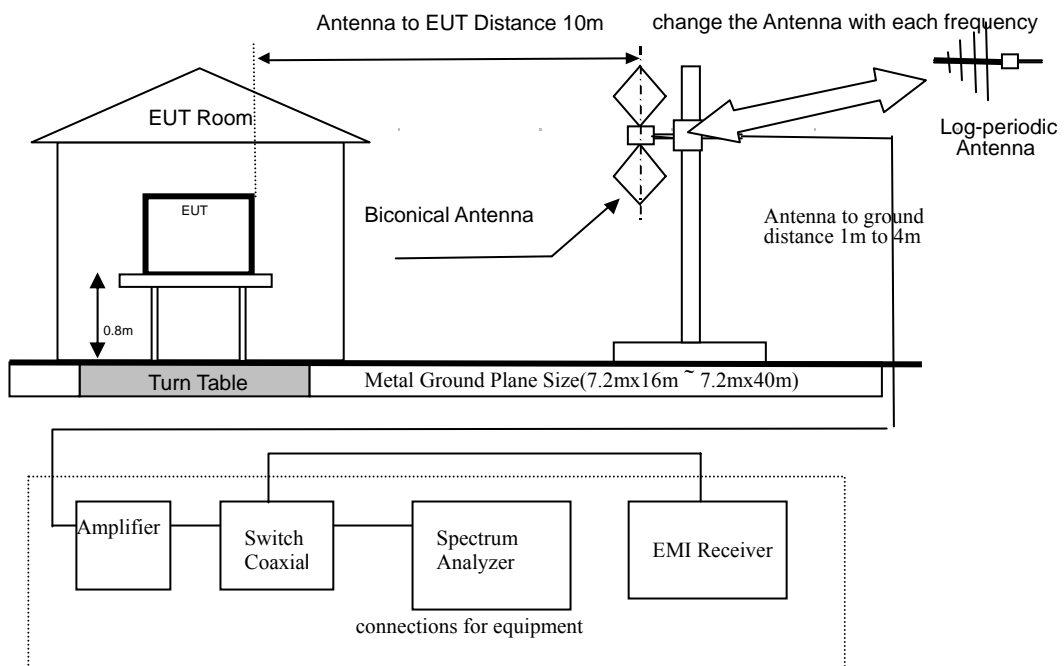 Antenna to EUT Distance 10m
change the Antenna with each frequency
EUT Room
Log-periodic
Antenna
EUT
Biconical Antenna
Antenna to ground
distance 1m to 4m
0.8m
Turn Table
Metal Ground Plane Size(7.2mx16m ~ 7.2mx40m)
Amplifier
Switch
Coaxial
Spectrum
Analyzer
EMI Receiver
connections for equipment